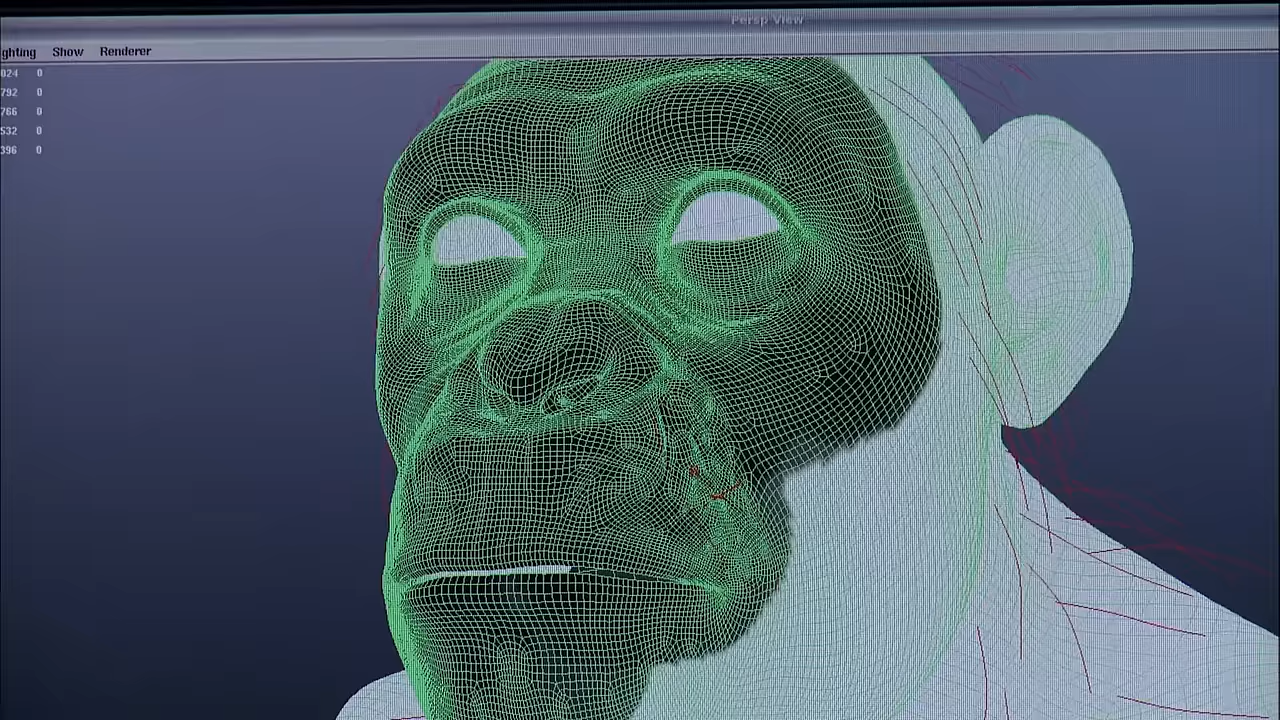 Persp View
ghting Show Renderer
024 0
792 0
766 0
532 0
396 0